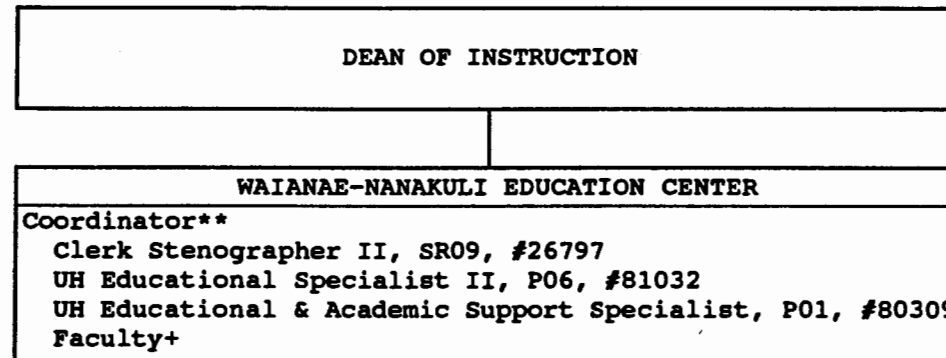 DEAN OF INSTRUCTION
WAIANAE-NANAKULI EDUCATION CENTER
Coordinator**
Clerk Stenographer II, SR09, #26797
UH Educational Specialist II, P06, #81032
UH Educational & Academic Support Specialist, P01, #80309
Faculty+